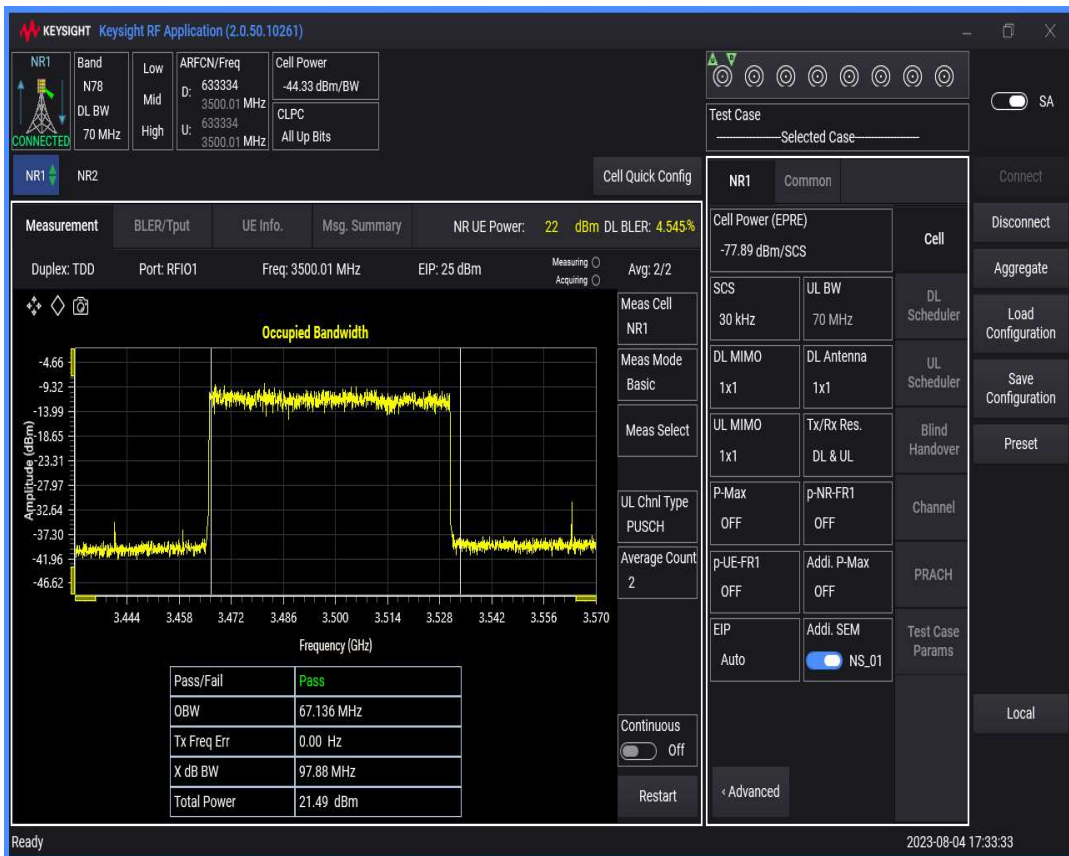 KEYSIGHT Keysight RF Application (2.0.50.10261)
NR1
CONNECTED
Band
N78
DL BW
70 MHz
Low
Mid
High
ARFCN/Freq
D: 633334
3500.01 MHz
U: 633334
3500.01 MHz
Cell Power
-44.33 dBm/BW
CLPC
All Up Bits
Test Case
Selected Case
SA
NR1 NR2
Cell Quick Config
Measurement BLER/Tput UE Info. Msg. Summary NR UE Power: 22 dBm DL BLER: 4.545%
Duplex: TDD Port: RFIO1 Freq: 3500.01 MHz EIP: 25 dBm Measuring
Acquiring
Avg: 2/2
Occupied Bandwidth
Amplitude (dBm)
-4.66
-9.32
-13.99
-18.65
-23.31
-27.97
-32.64
-37.30
-41.96
-46.62
3.444 3.458 3.472 3.486 3.500 3.514 3.528 3.542 3.556 3.570
Frequency (GHz)
Pass/Fail Pass
OBW 67.136 MHz
Tx Freq Err 0.00 Hz
X dB BW 97.88 MHz
Total Power 21.49 dBm
Meas Cell
NR1
Meas Mode
Basic
Meas Select
UL Chnl Type
PUSCH
Average Count
2
Continuous
Off
Restart
NR1 Common
Cell Power (EPRE)
-77.89 dBm/SCS
SCS
30 kHz
UL BW
70 MHz
DL MIMO
1x1
DL Antenna
1x1
UL MIMO
1x1
Tx/Rx Res.
DL & UL
P-Max
OFF
p-NR-FR1
OFF
p-UE-FR1
OFF
Addi. P-Max
OFF
EIP
Auto
Addi. SEM
NS_01
‹ Advanced
Cell
DL
Scheduler
UL
Scheduler
Blind
Handover
Channel
PRACH
Test Case
Params
Connect
Disconnect
Aggregate
Load
Configuration
Save
Configuration
Preset
Local
Ready
2023-08-04 17:33:33